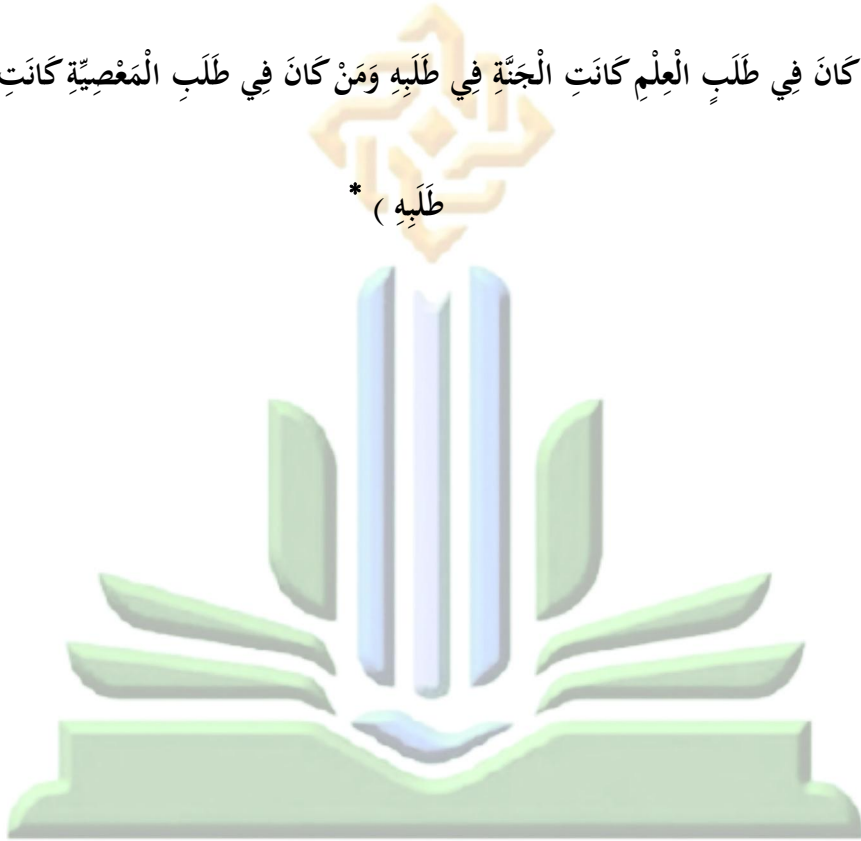 كَانَ فِي طَلَبٍ الْعِلْمِ كَانَتِ الْجَنَّةِ فِي طَلَبِهِ وَمَنْ كَانَ فِي طَلَبِ الْمَعْصِيَّةِ كَانَتِ
طَلَبِهِ ) *